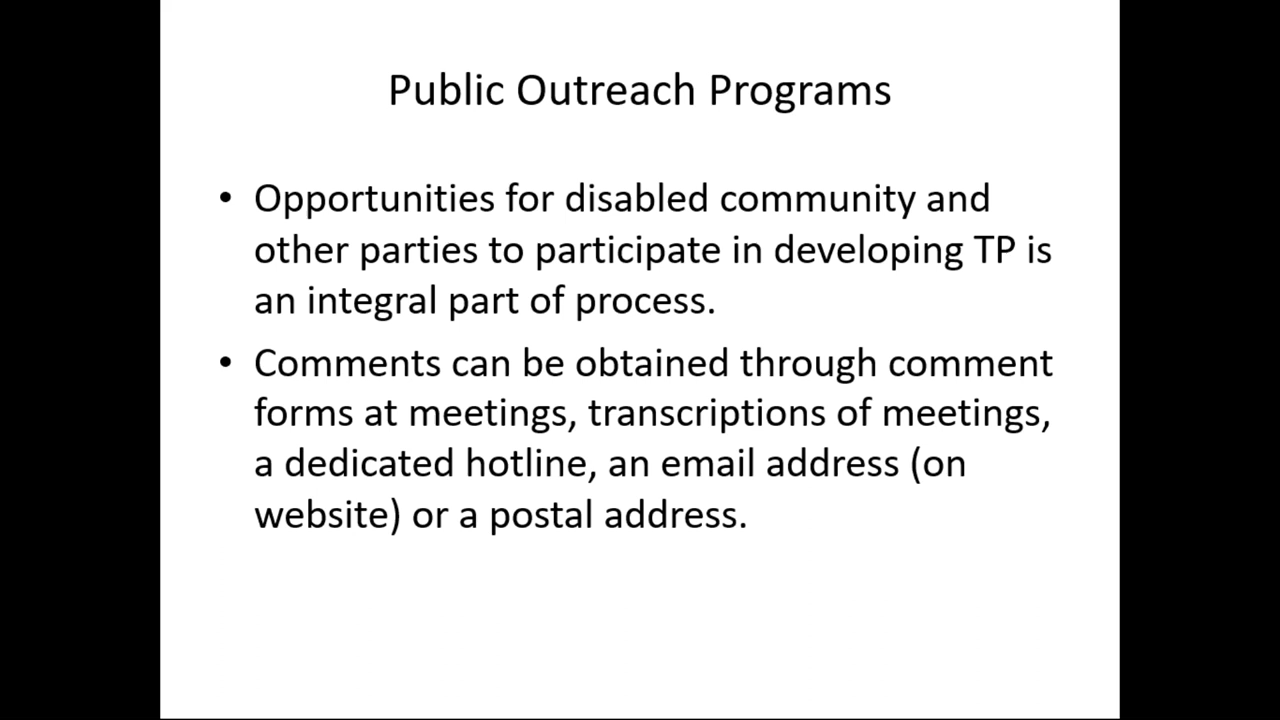 Public Outreach Programs
• Opportunities for disabled community and
other parties to participate in developing TP is
an integral part of process.
• Comments can be obtained through comment
forms at meetings, transcriptions of meetings,
a dedicated hotline, an email address (on
website) or a postal address.